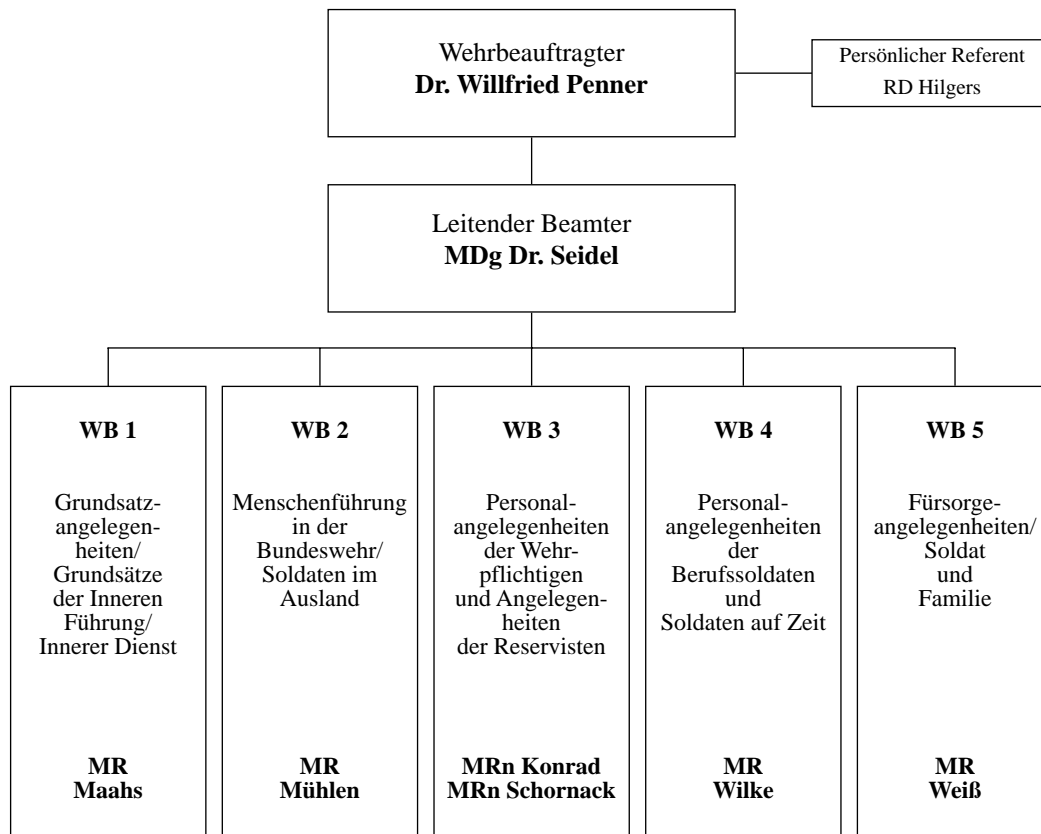 Wehrbeauftragter
Dr. Willfried Penner
Persönlicher Referent
RD Hilgers
Leitender Beamter
MDg Dr. Seidel
WB 1
Grundsatz-
angelegen-
heiten/
Grundsätze
der Inneren
Führung/
Innerer Dienst
MR
Maahs
WB 2
Menschenführung
in der
Bundeswehr/
Soldaten im
Ausland
MR
Mühlen
WB 3
Personal-
angelegenheiten
der Wehr-
pflichtigen
und Angelegen-
heiten
der Reservisten
MRn Konrad
MRn Schornack
WB 4
Personal-
angelegenheiten
der
Berufssoldaten
und
Soldaten auf Zeit
MR
Wilke
WB 5
Fürsorge-
angelegenheiten/
Soldat
und
Familie
MR
Weiß